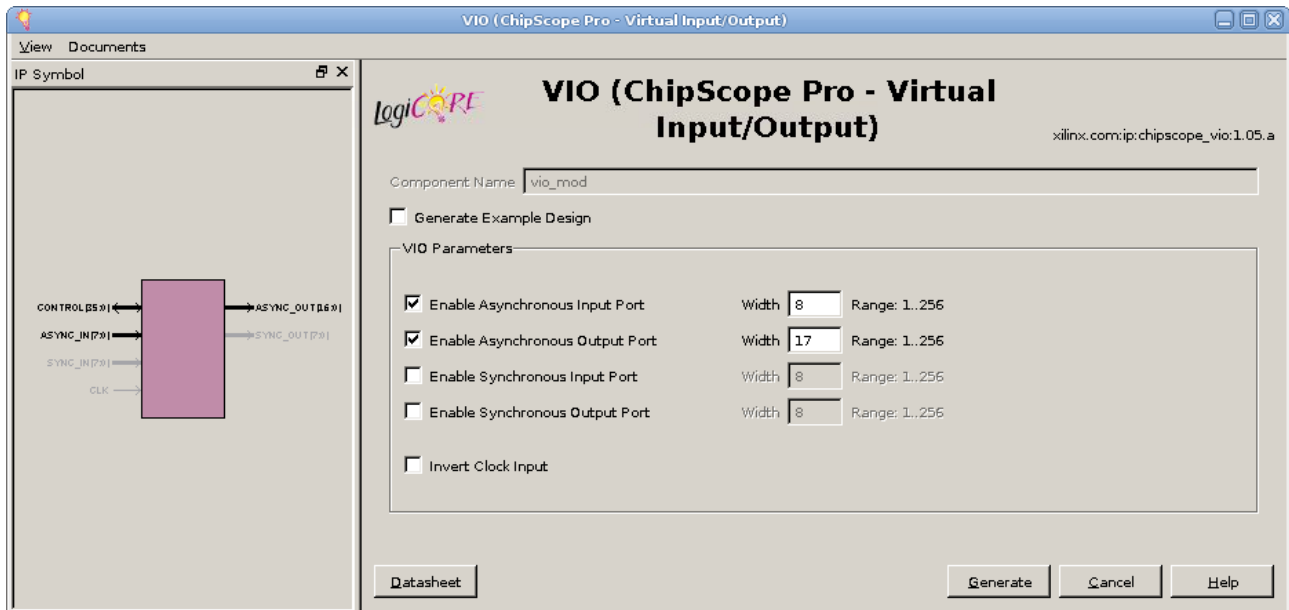 VIO (ChipScope Pro - Virtual Input/Output)
View Documents
IP Symbol
CONTROL[35:0]
ASYNC_IN[7:0]
SYNC_IN[7:0]
CLK
ASYNC_OUT[16:0]
SYNC_OUT[7:0]
LogiCORE
VIO (ChipScope Pro - Virtual
Input/Output)
xilinx.com:ip:chipscope_vio:1.05.a
Component Name vio_mod
Generate Example Design
VIO Parameters
Enable Asynchronous Input Port Width 8 Range: 1..256
Enable Asynchronous Output Port Width 17 Range: 1..256
Enable Synchronous Input Port Width 8 Range: 1..256
Enable Synchronous Output Port Width 8 Range: 1..256
Invert Clock Input
Datasheet Generate Cancel Help